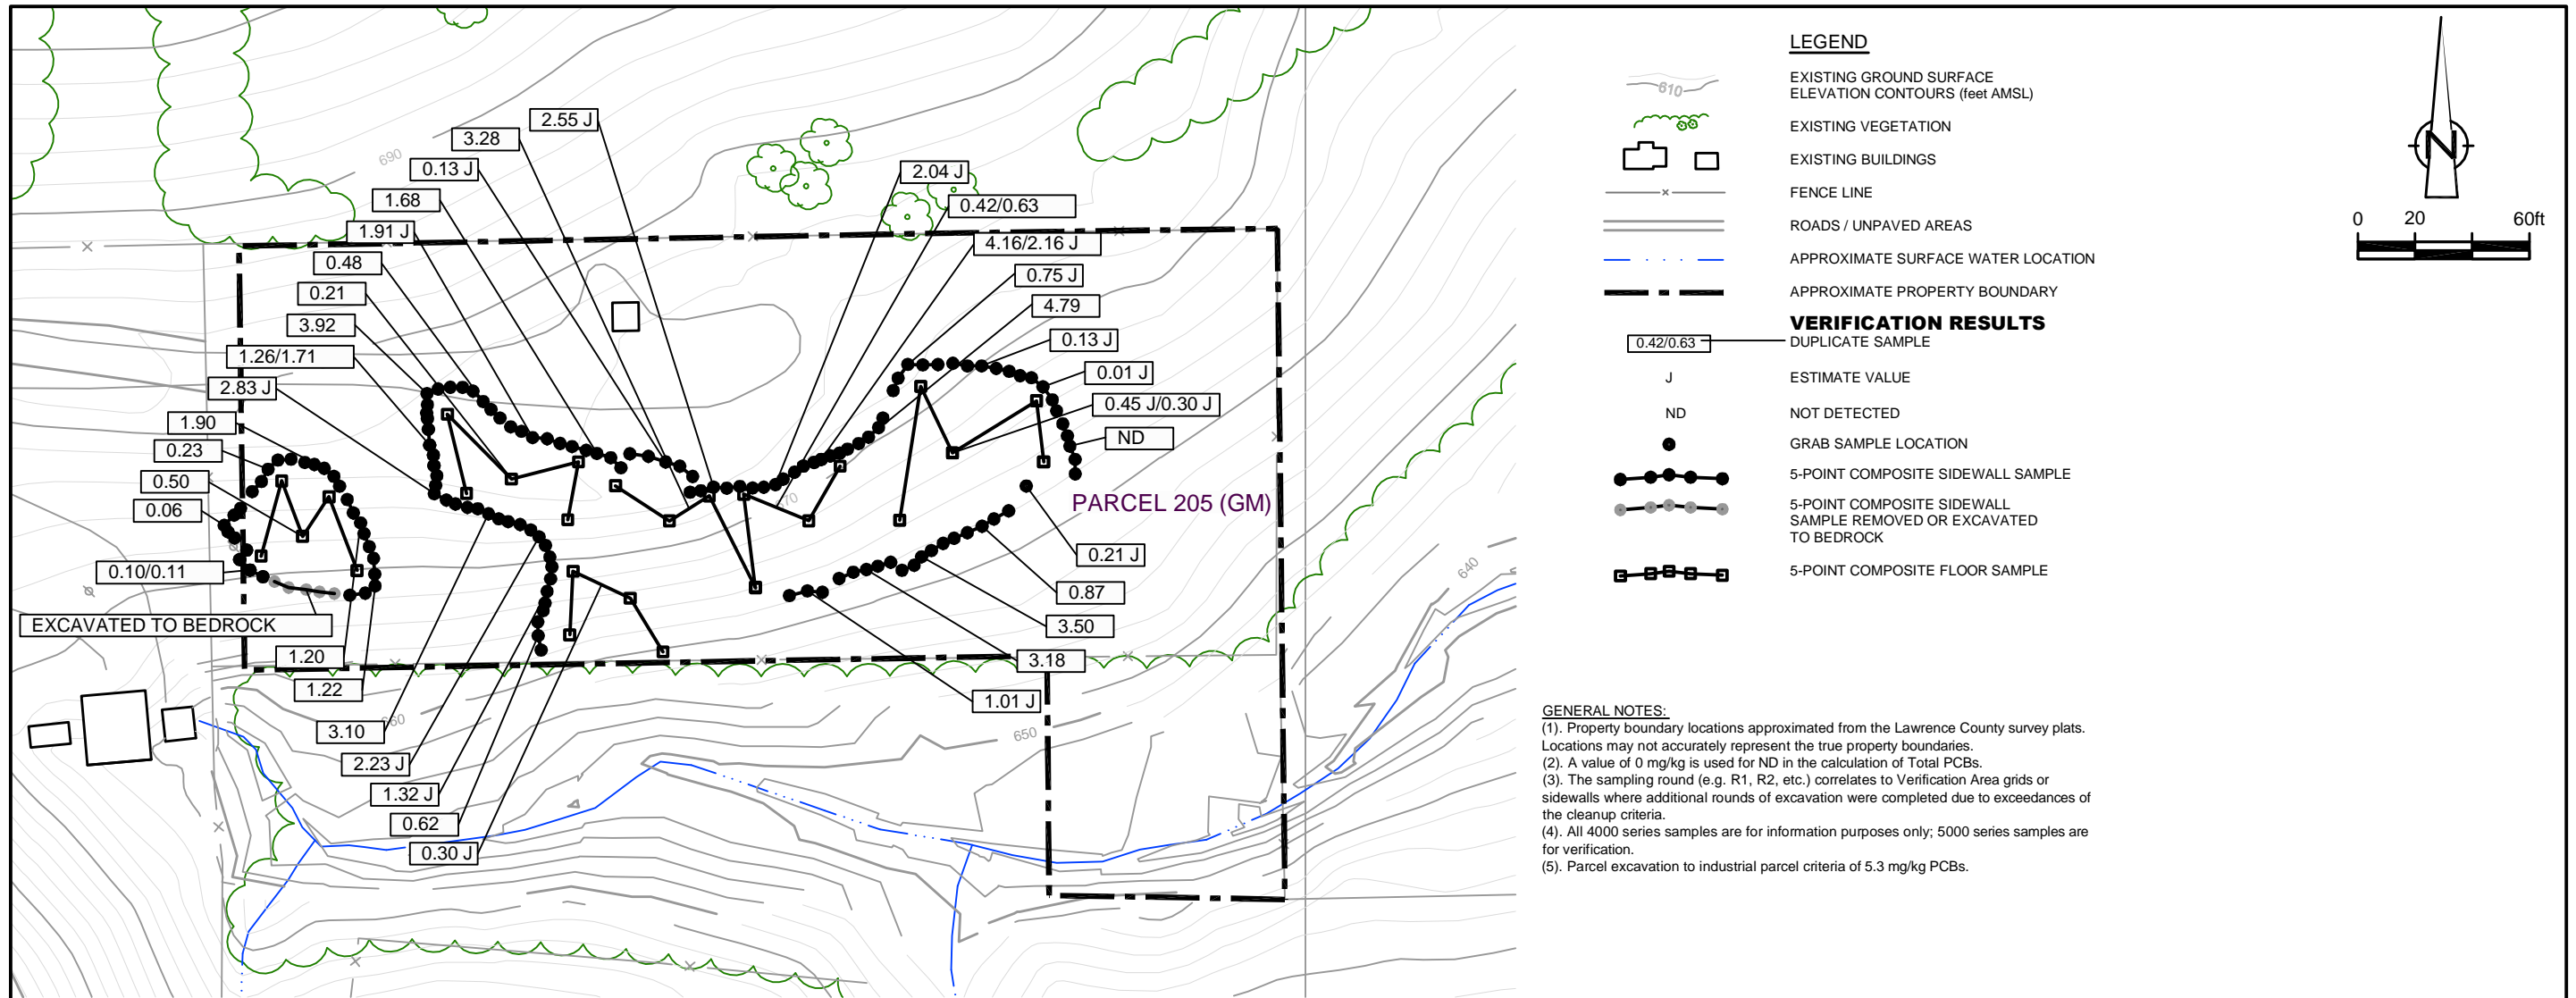 2.55 J
3.28
0.13 J
1.68
1.91 J
0.48
0.21
3.92
1.26/1.71
2.83 J
1.90
0.23
0.50
0.06
0.10/0.11
EXCAVATED TO BEDROCK
1.20
1.22
3.10
2.23 J
1.32 J
0.62
0.30 J
690
2.04 J
0.42/0.63
4.16/2.16 J
0.75 J
4.79
0.13 J
0.01 J
0.45 J/0.30 J
ND
PARCEL 205 (GM)
0.21 J
0.87
3.50
3.18
1.01 J
70
660
650
640
LEGEND
810
EXISTING GROUND SURFACE
ELEVATION CONTOURS (feet AMSL)
EXISTING VEGETATION
EXISTING BUILDINGS
FENCE LINE
ROADS / UNPAVED AREAS
APPROXIMATE SURFACE WATER LOCATION
APPROXIMATE PROPERTY BOUNDARY
VERIFICATION RESULTS
0.42/0.63 DUPLICATE SAMPLE
J ESTIMATE VALUE
ND NOT DETECTED
GRAB SAMPLE LOCATION
5-POINT COMPOSITE SIDEWALL SAMPLE
5-POINT COMPOSITE SIDEWALL
SAMPLE REMOVED OR EXCAVATED
TO BEDROCK
5-POINT COMPOSITE FLOOR SAMPLE
N
0 20 60ft
GENERAL NOTES:
(1). Property boundary locations approximated from the Lawrence County survey plats.
Locations may not accurately represent the true property boundaries.
(2). A value of 0 mg/kg is used for ND in the calculation of Total PCBs.
(3). The sampling round (e.g. R1, R2, etc.) correlates to Verification Area grids or
sidewalls where additional rounds of excavation were completed due to exceedances of
the cleanup criteria.
(4). All 4000 series samples are for information purposes only; 5000 series samples are
for verification.
(5). Parcel excavation to industrial parcel criteria of 5.3 mg/kg PCBs.